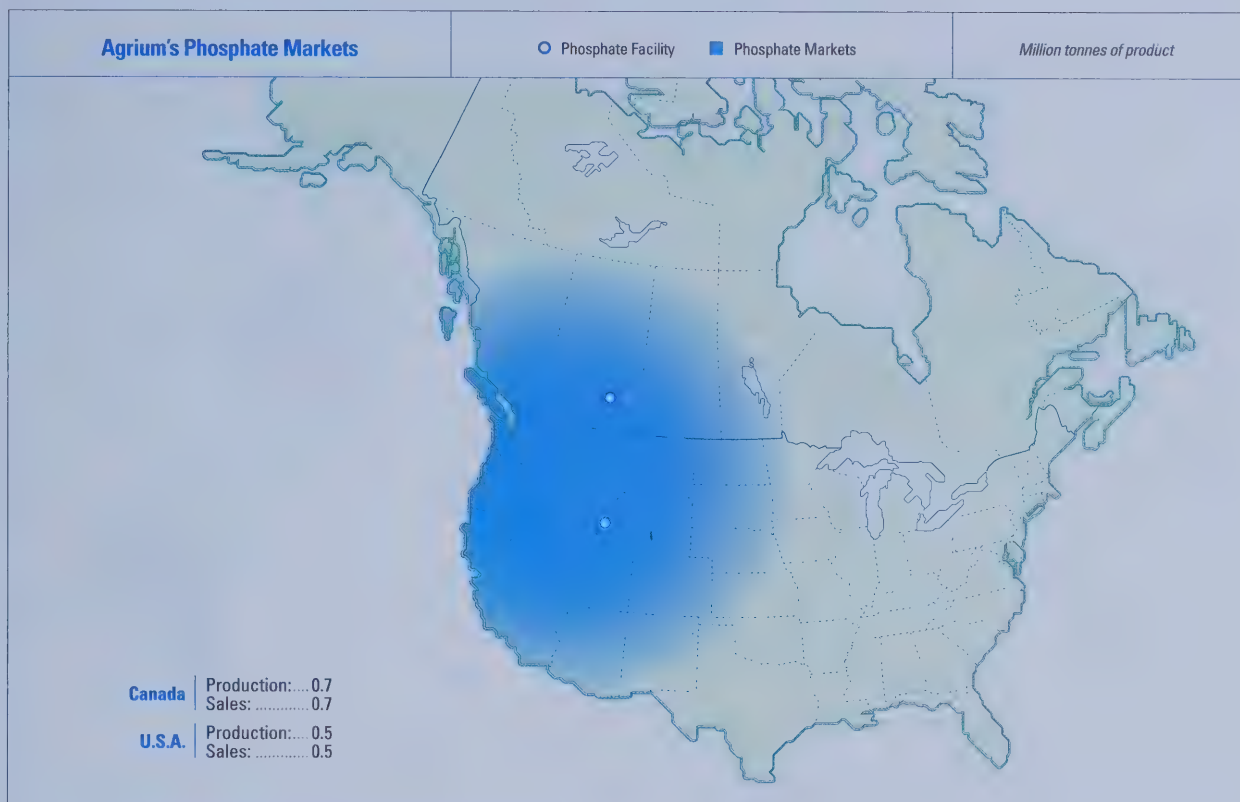 Agrium's Phosphate Markets
Phosphate Facility
Phosphate Markets
Million tonnes of product
Canada
Production:....0.7
Sales: ............0.7
U.S.A.
Production:....0.5
Sales: ............0.5